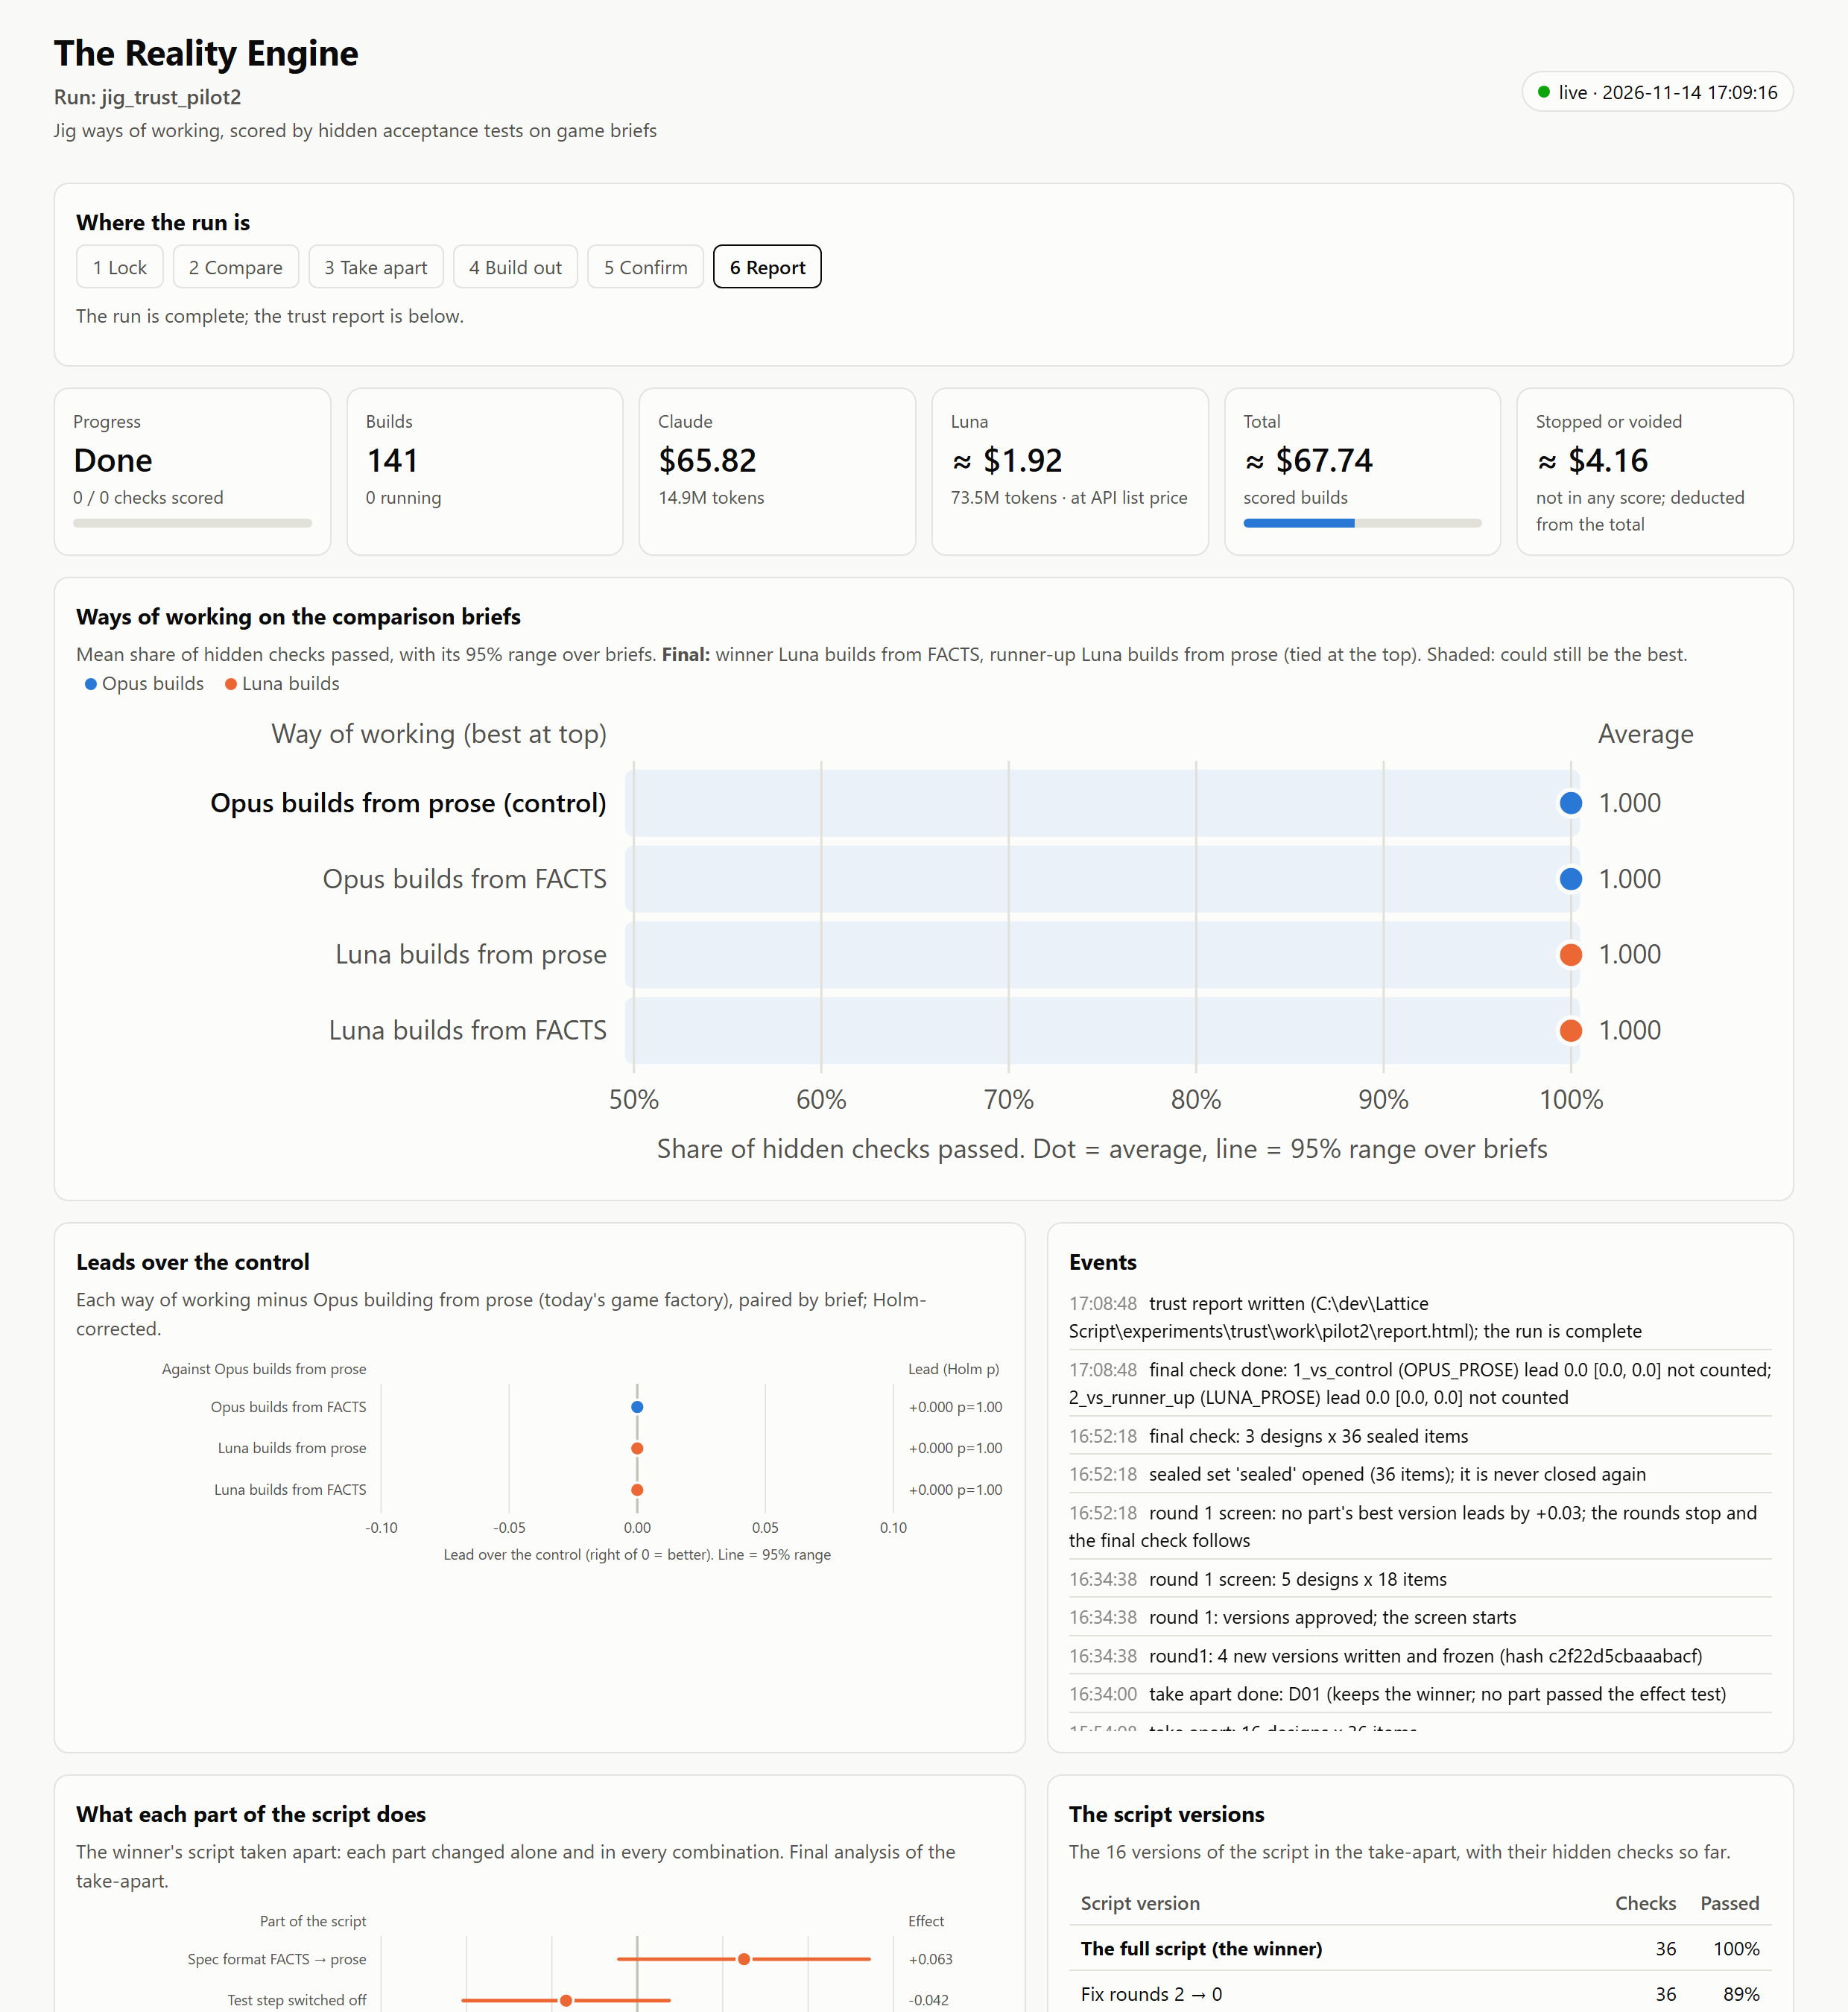 The Reality Engine
Run: jig_trust_pilot2
Jig ways of working, scored by hidden acceptance tests on game briefs
live · 2026-11-14 17:09:16
Where the run is
1 Lock
2 Compare
3 Take apart
4 Build out
5 Confirm
6 Report
The run is complete; the trust report is below.
Progress
Done
0 / 0 checks scored
Builds
141
0 running
Claude
$65.82
14.9M tokens
Luna
≈ $1.92
73.5M tokens · at API list price
Total
≈ $67.74
scored builds
Stopped or voided
≈ $4.16
not in any score; deducted
from the total
Ways of working on the comparison briefs
Mean share of hidden checks passed, with its 95% range over briefs. Final: winner Luna builds from FACTS, runner-up Luna builds from prose (tied at the top). Shaded: could still be the best.
Opus builds
Luna builds
Way of working (best at top)
Average
Opus builds from prose (control)
1.000
Opus builds from FACTS
1.000
Luna builds from prose
1.000
Luna builds from FACTS
1.000
50%
60%
70%
80%
90%
100%
Share of hidden checks passed. Dot = average, line = 95% range over briefs
Leads over the control
Each way of working minus Opus building from prose (today's game factory), paired by brief; Holm-
corrected.
Against Opus builds from prose
Lead (Holm p)
Opus builds from FACTS
+0.000 p=1.00
Luna builds from prose
+0.000 p=1.00
Luna builds from FACTS
+0.000 p=1.00
-0.10
-0.05
0.00
0.05
0.10
Lead over the control (right of 0 = better). Line = 95% range
Events
17:08:48 trust report written (C:\dev\Lattice
Script\experiments\trust\work\pilot2\report.html); the run is complete
17:08:48 final check done: 1_vs_control (OPUS_PROSE) lead 0.0 [0.0, 0.0] not counted;
2_vs_runner_up (LUNA_PROSE) lead 0.0 [0.0, 0.0] not counted
16:52:18 final check: 3 designs x 36 sealed items
16:52:18 sealed set 'sealed' opened (36 items); it is never closed again
16:52:18 round 1 screen: no part's best version leads by +0.03; the rounds stop and
the final check follows
16:34:38 round 1 screen: 5 designs x 18 items
16:34:38 round 1: versions approved; the screen starts
16:34:38 round1: 4 new versions written and frozen (hash c2f22d5cbaaabacf)
16:34:00 take apart done: D01 (keeps the winner; no part passed the effect test)
What each part of the script does
The winner's script taken apart: each part changed alone and in every combination. Final analysis of the
take-apart.
Part of the script
Effect
Spec format FACTS → prose
+0.063
Test step switched off
-0.042
The script versions
The 16 versions of the script in the take-apart, with their hidden checks so far.
Script version
Checks
Passed
The full script (the winner)
36
100%
Fix rounds 2 → 0
36
89%